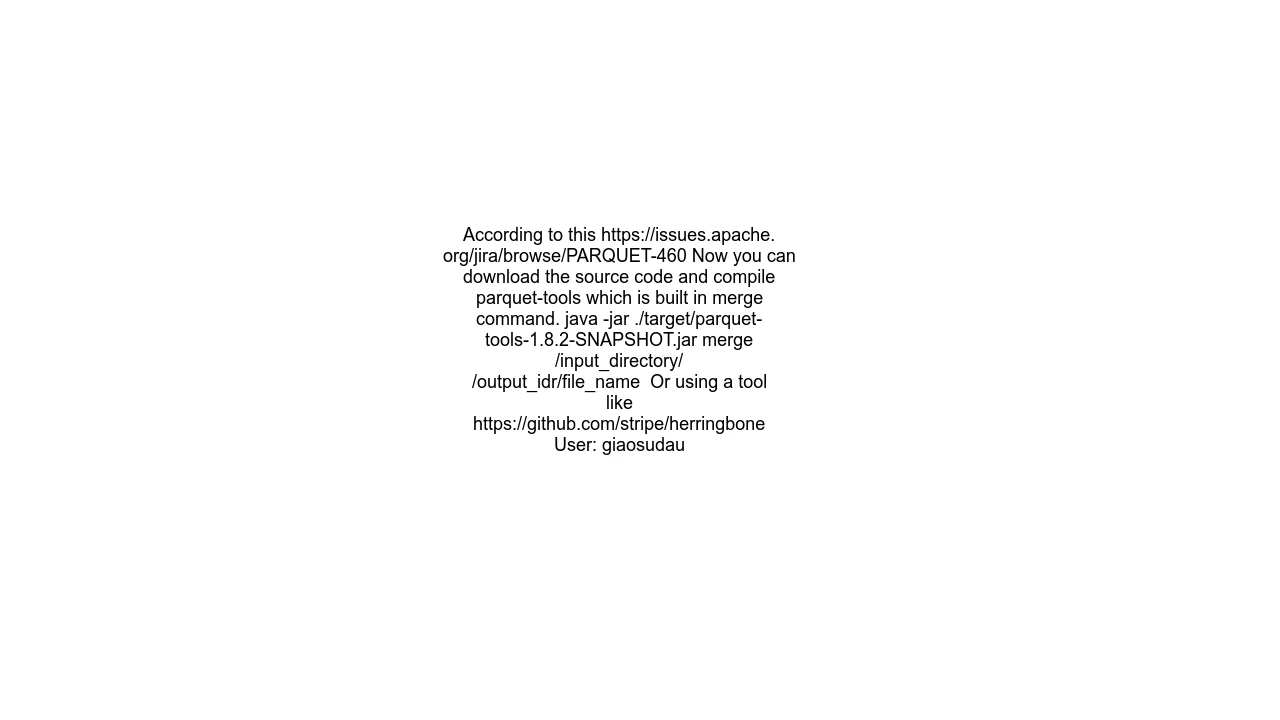 According to this https://issues.apache.
org/jira/browse/PARQUET-460 Now you can
download the source code and compile
parquet-tools which is built in merge
command. java -jar ./target/parquet-
tools-1.8.2-SNAPSHOT.jar merge
/input_directory/
/output_idr/file_name  Or using a tool
like
https://github.com/stripe/herringbone
User: giaosudau